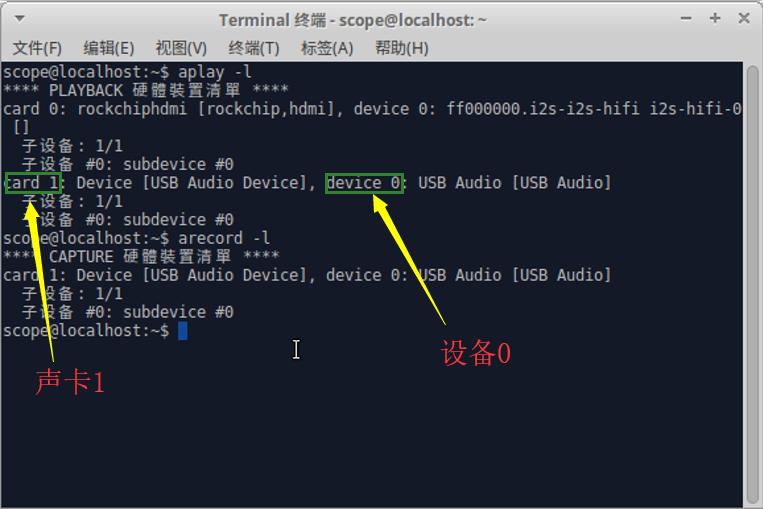 Terminal 终端 - scope@localhost: ~
文件(F) 编辑(E) 视图(V) 终端(T) 标签(A) 帮助(H)
scope@localhost:~$ aplay -l
**** PLAYBACK 硬體裝置清單 ****
card 0: rockchiphdmi [rockchip,hdmi], device 0: ff000000.i2s-i2s-hifi i2s-hifi-0
[]
子设备: 1/1
子设备 #0: subdevice #0
card 1: Device [USB Audio Device], device 0: USB Audio [USB Audio]
子设备: 1/1
子设备 #0: subdevice #0
scope@localhost:~$ arecord -l
**** CAPTURE 硬體裝置清單 ****
card 1: Device [USB Audio Device], device 0: USB Audio [USB Audio]
子设备: 1/1
子设备 #0: subdevice #0
scope@localhost:~$
设备0
声卡1